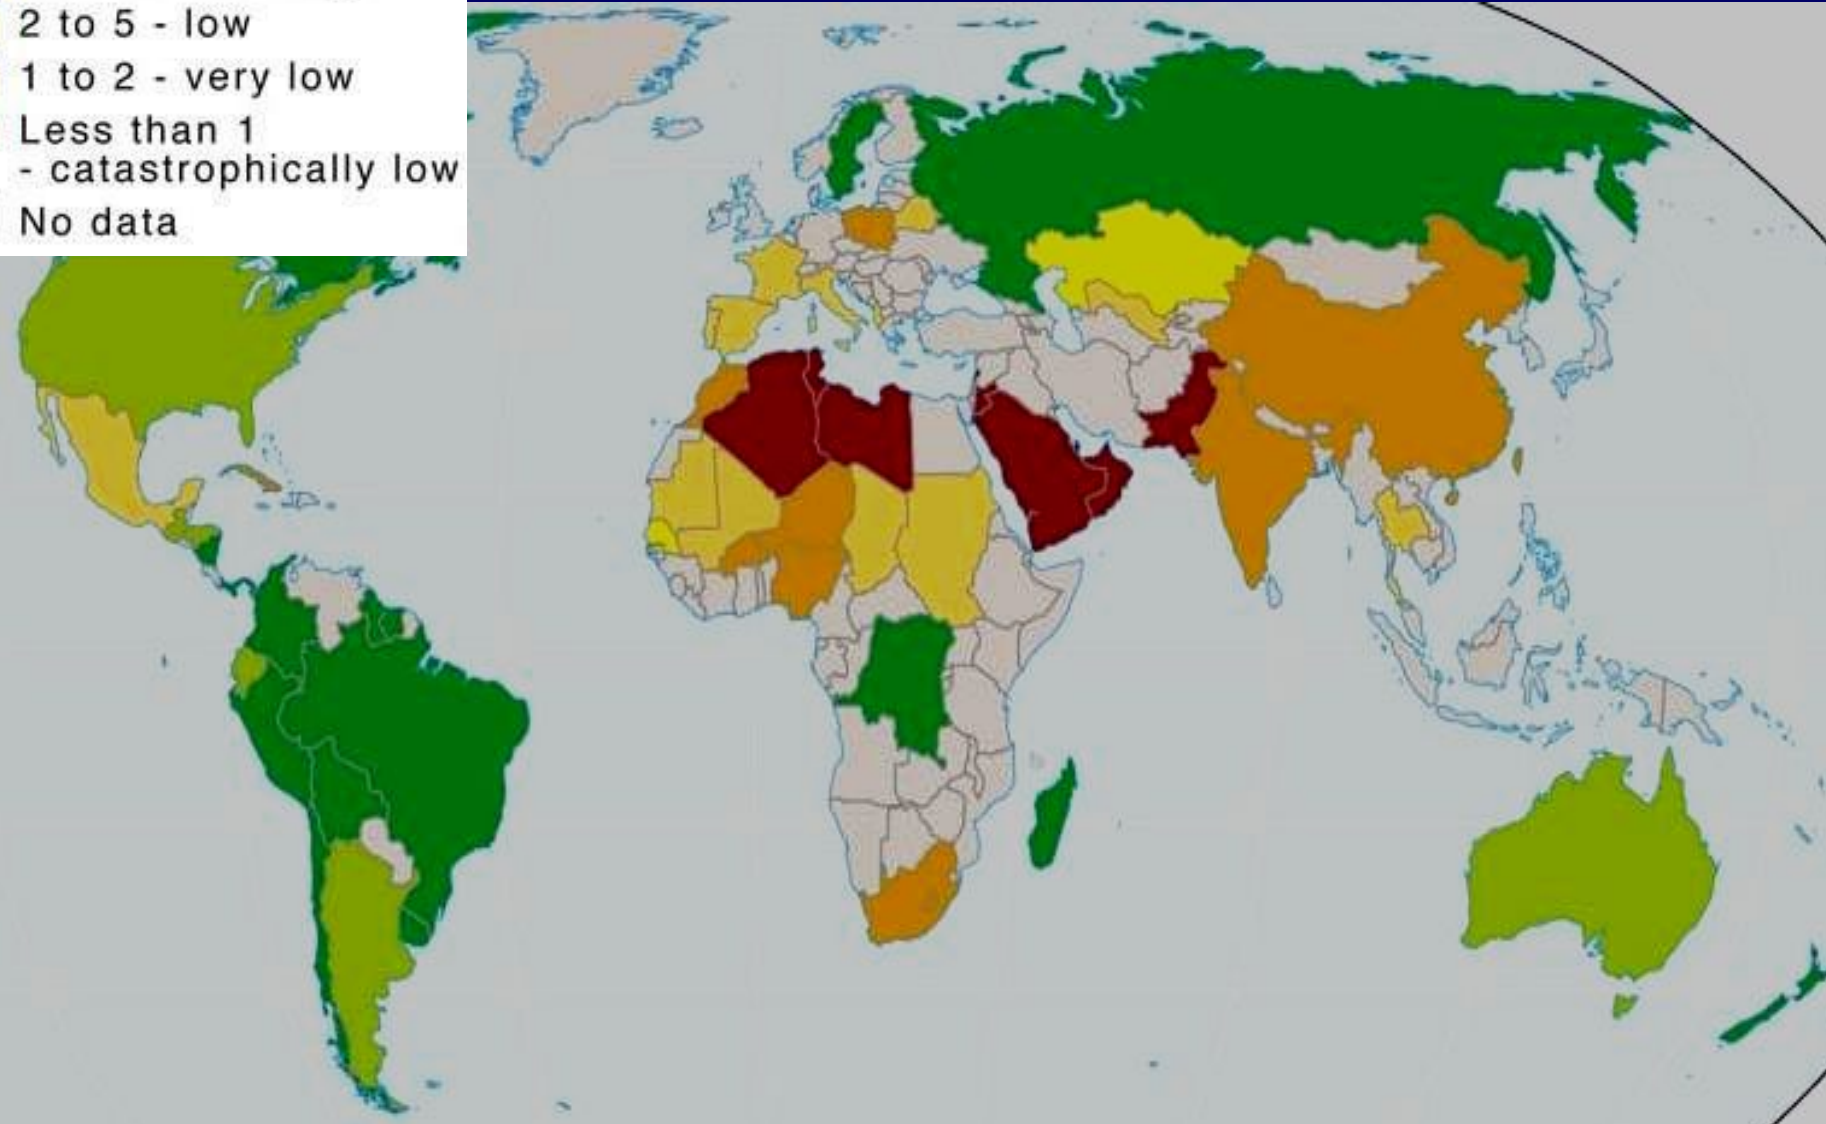 2 to 5 - low
1 to 2 - very low
Less than 1
- catastrophically low
No data